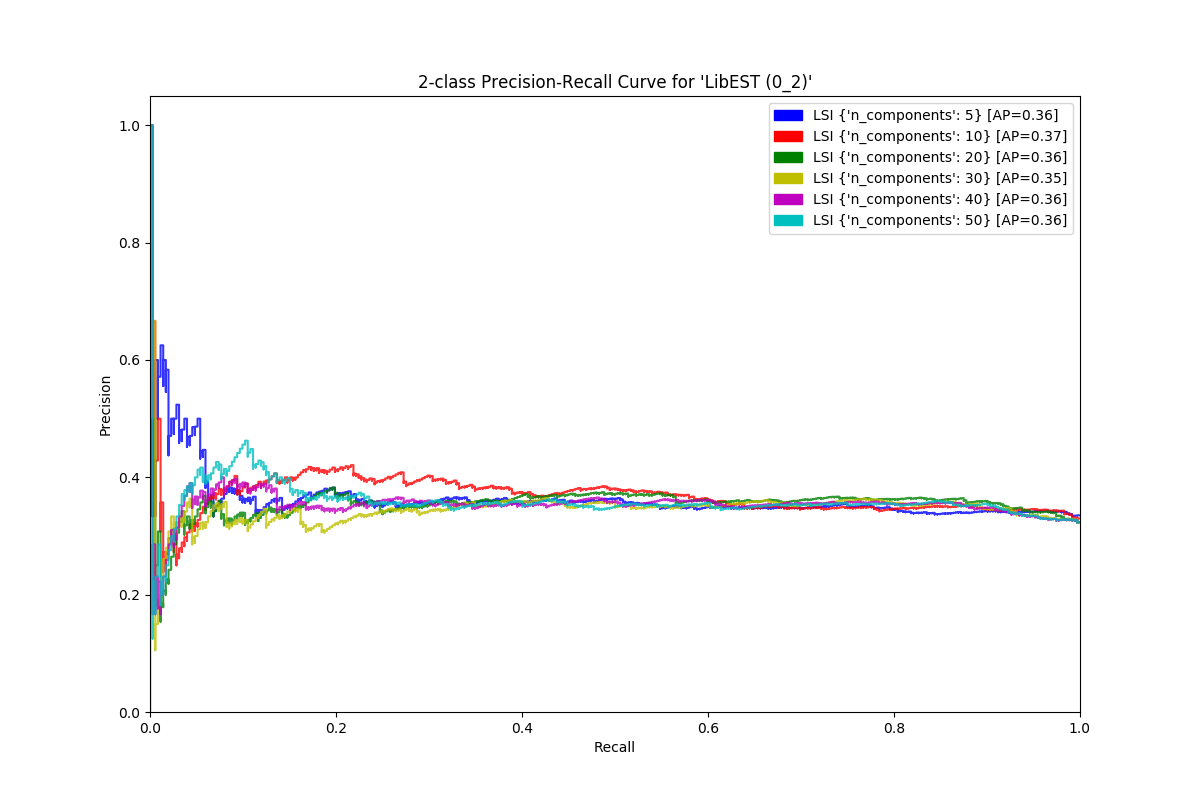 2-class Precision-Recall Curve for 'LibEST (0_2)'
LSI {'n_components': 5} [AP=0.36]
LSI {'n_components': 10} [AP=0.37]
LSI {'n_components': 20} [AP=0.36]
LSI {'n_components': 30} [AP=0.35]
LSI {'n_components': 40} [AP=0.36]
LSI {'n_components': 50} [AP=0.36]
1.0
0.8
0.6
0.4
0.2
0.0
Precision
0.0 0.2 0.4 0.6 0.8 1.0
Recall